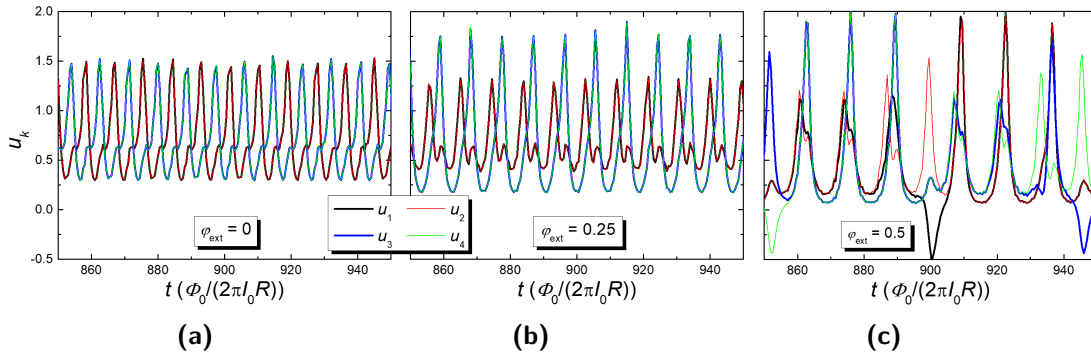 2.0
1.5
1.0
0.5
0.0
-0.5
u_k
860 880 900 920 940
860 880 900 920 940
860 880 900 920 940
φ_ext = 0
u_1 u_2
u_3 u_4
φ_ext = 0.25
φ_ext = 0.5
t (Φ_0/(2πI_0R))
t (Φ_0/(2πI_0R))
t (Φ_0/(2πI_0R))
(a) (b) (c)